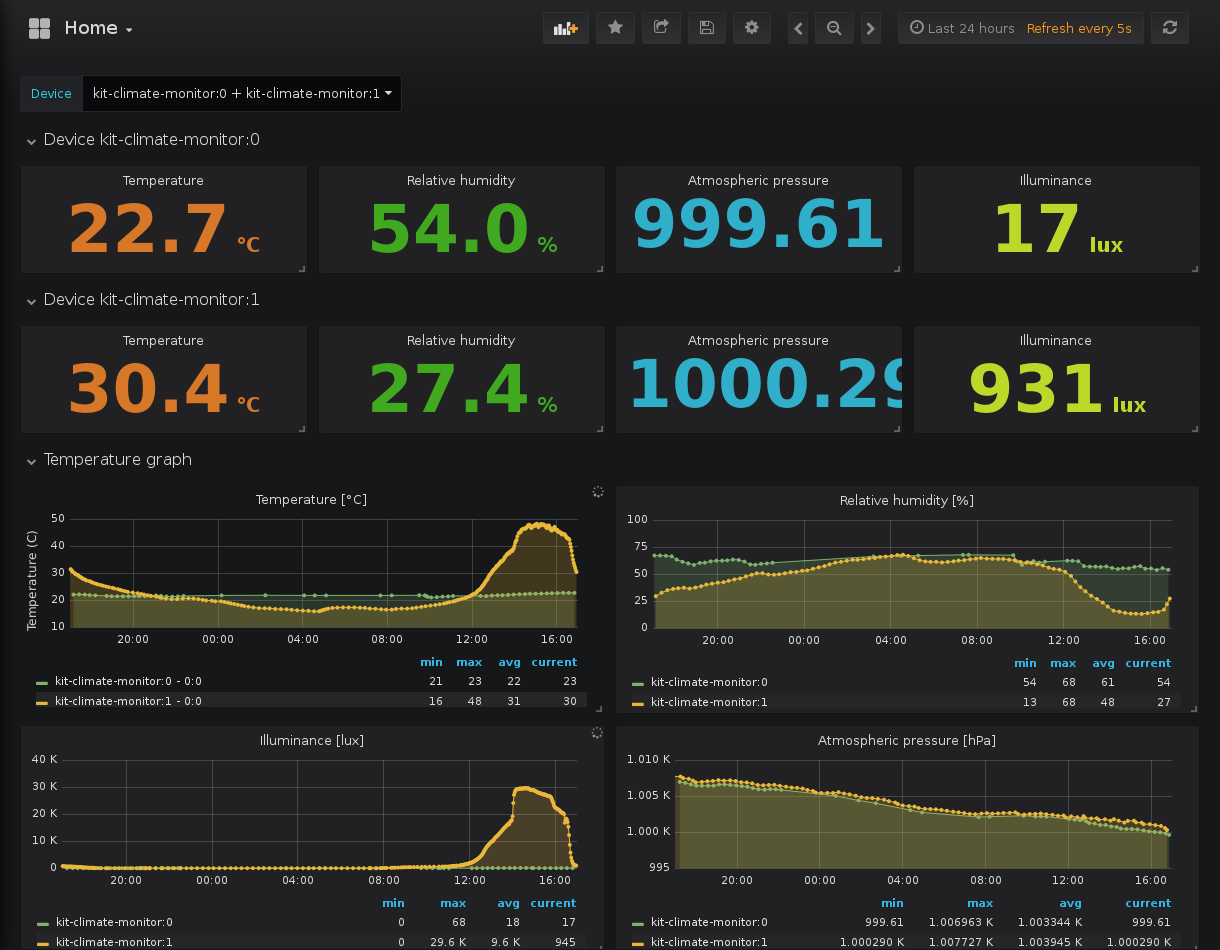 Home
Last 24 hours Refresh every 5s
Device kit-climate-monitor:0 + kit-climate-monitor:1
Device kit-climate-monitor:0
Temperature Relative humidity Atmospheric pressure Illuminance
22.7 °C 54.0 % 999.61 17 lux
Device kit-climate-monitor:1
Temperature Relative humidity Atmospheric pressure Illuminance
30.4 °C 27.4 % 1000.29 931 lux
Temperature graph
Temperature [°C]
Temperature (C)
50
40
30
20
10
20:00 00:00 04:00 08:00 12:00 16:00
min max avg current
kit-climate-monitor:0 - 0:0 21 23 22 23
kit-climate-monitor:1 - 0:0 16 48 31 30
Relative humidity [%]
100
75
50
25
0
20:00 00:00 04:00 08:00 12:00 16:00
min max avg current
kit-climate-monitor:0 54 68 61 54
kit-climate-monitor:1 13 68 48 27
Illuminance [lux]
40 K
30 K
20 K
10 K
0
20:00 00:00 04:00 08:00 12:00 16:00
min max avg current
kit-climate-monitor:0 0 68 18 17
kit-climate-monitor:1 0 29.6 K 9.6 K 945
Atmospheric pressure [hPa]
1.010 K
1.005 K
1.000 K
995
20:00 00:00 04:00 08:00 12:00 16:00
min max avg current
kit-climate-monitor:0 999.61 1.006963 K 1.003344 K 999.61
kit-climate-monitor:1 1.000290 K 1.007727 K 1.003945 K 1.000290 K